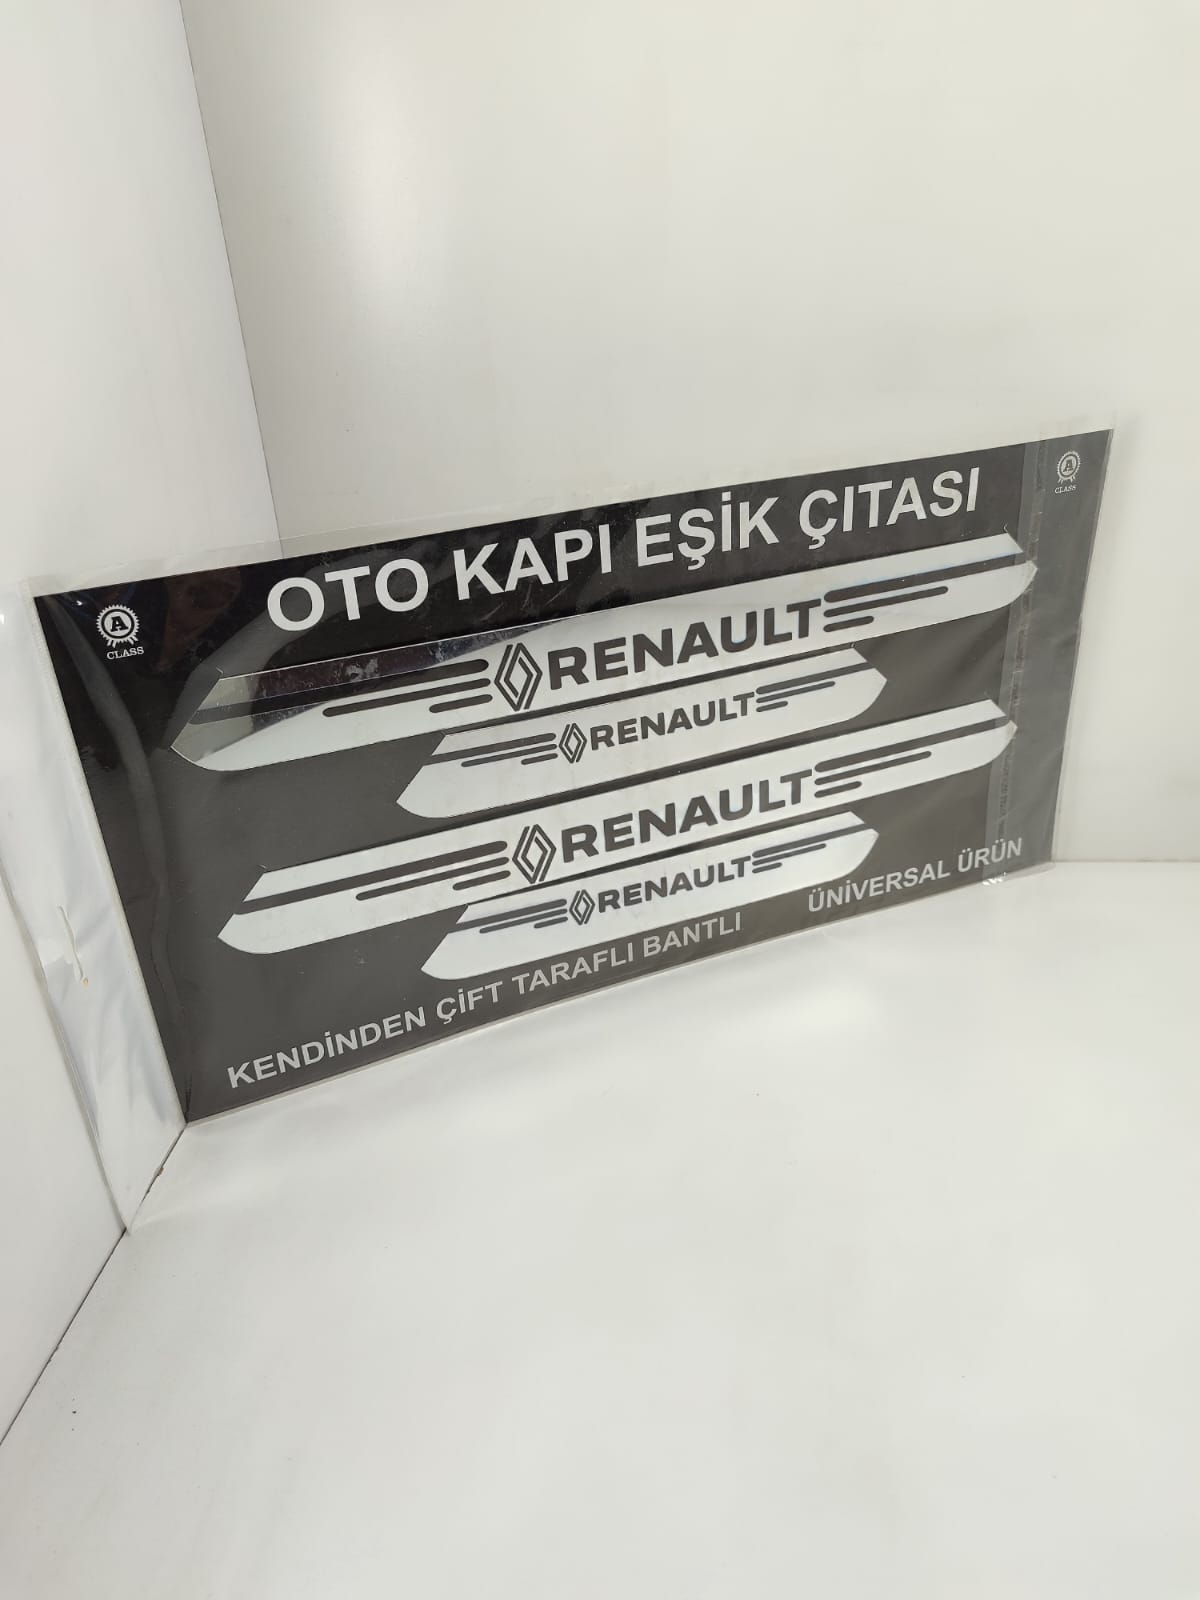 OTO KAPI EŞİK ÇITASI
A
CLASS
A
CLASS
RENAULT
RENAULT
RENAULT
RENAULT
KENDİNDEN ÇİFT TARAFLI BANTLI
ÜNİVERSAL ÜRÜN